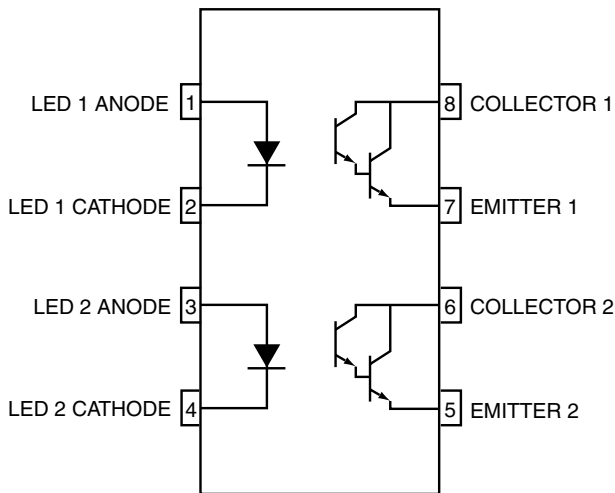 LED 1 ANODE 1 8 COLLECTOR 1
LED 1 CATHODE 2 7 EMITTER 1
LED 2 ANODE 3 6 COLLECTOR 2
LED 2 CATHODE 4 5 EMITTER 2